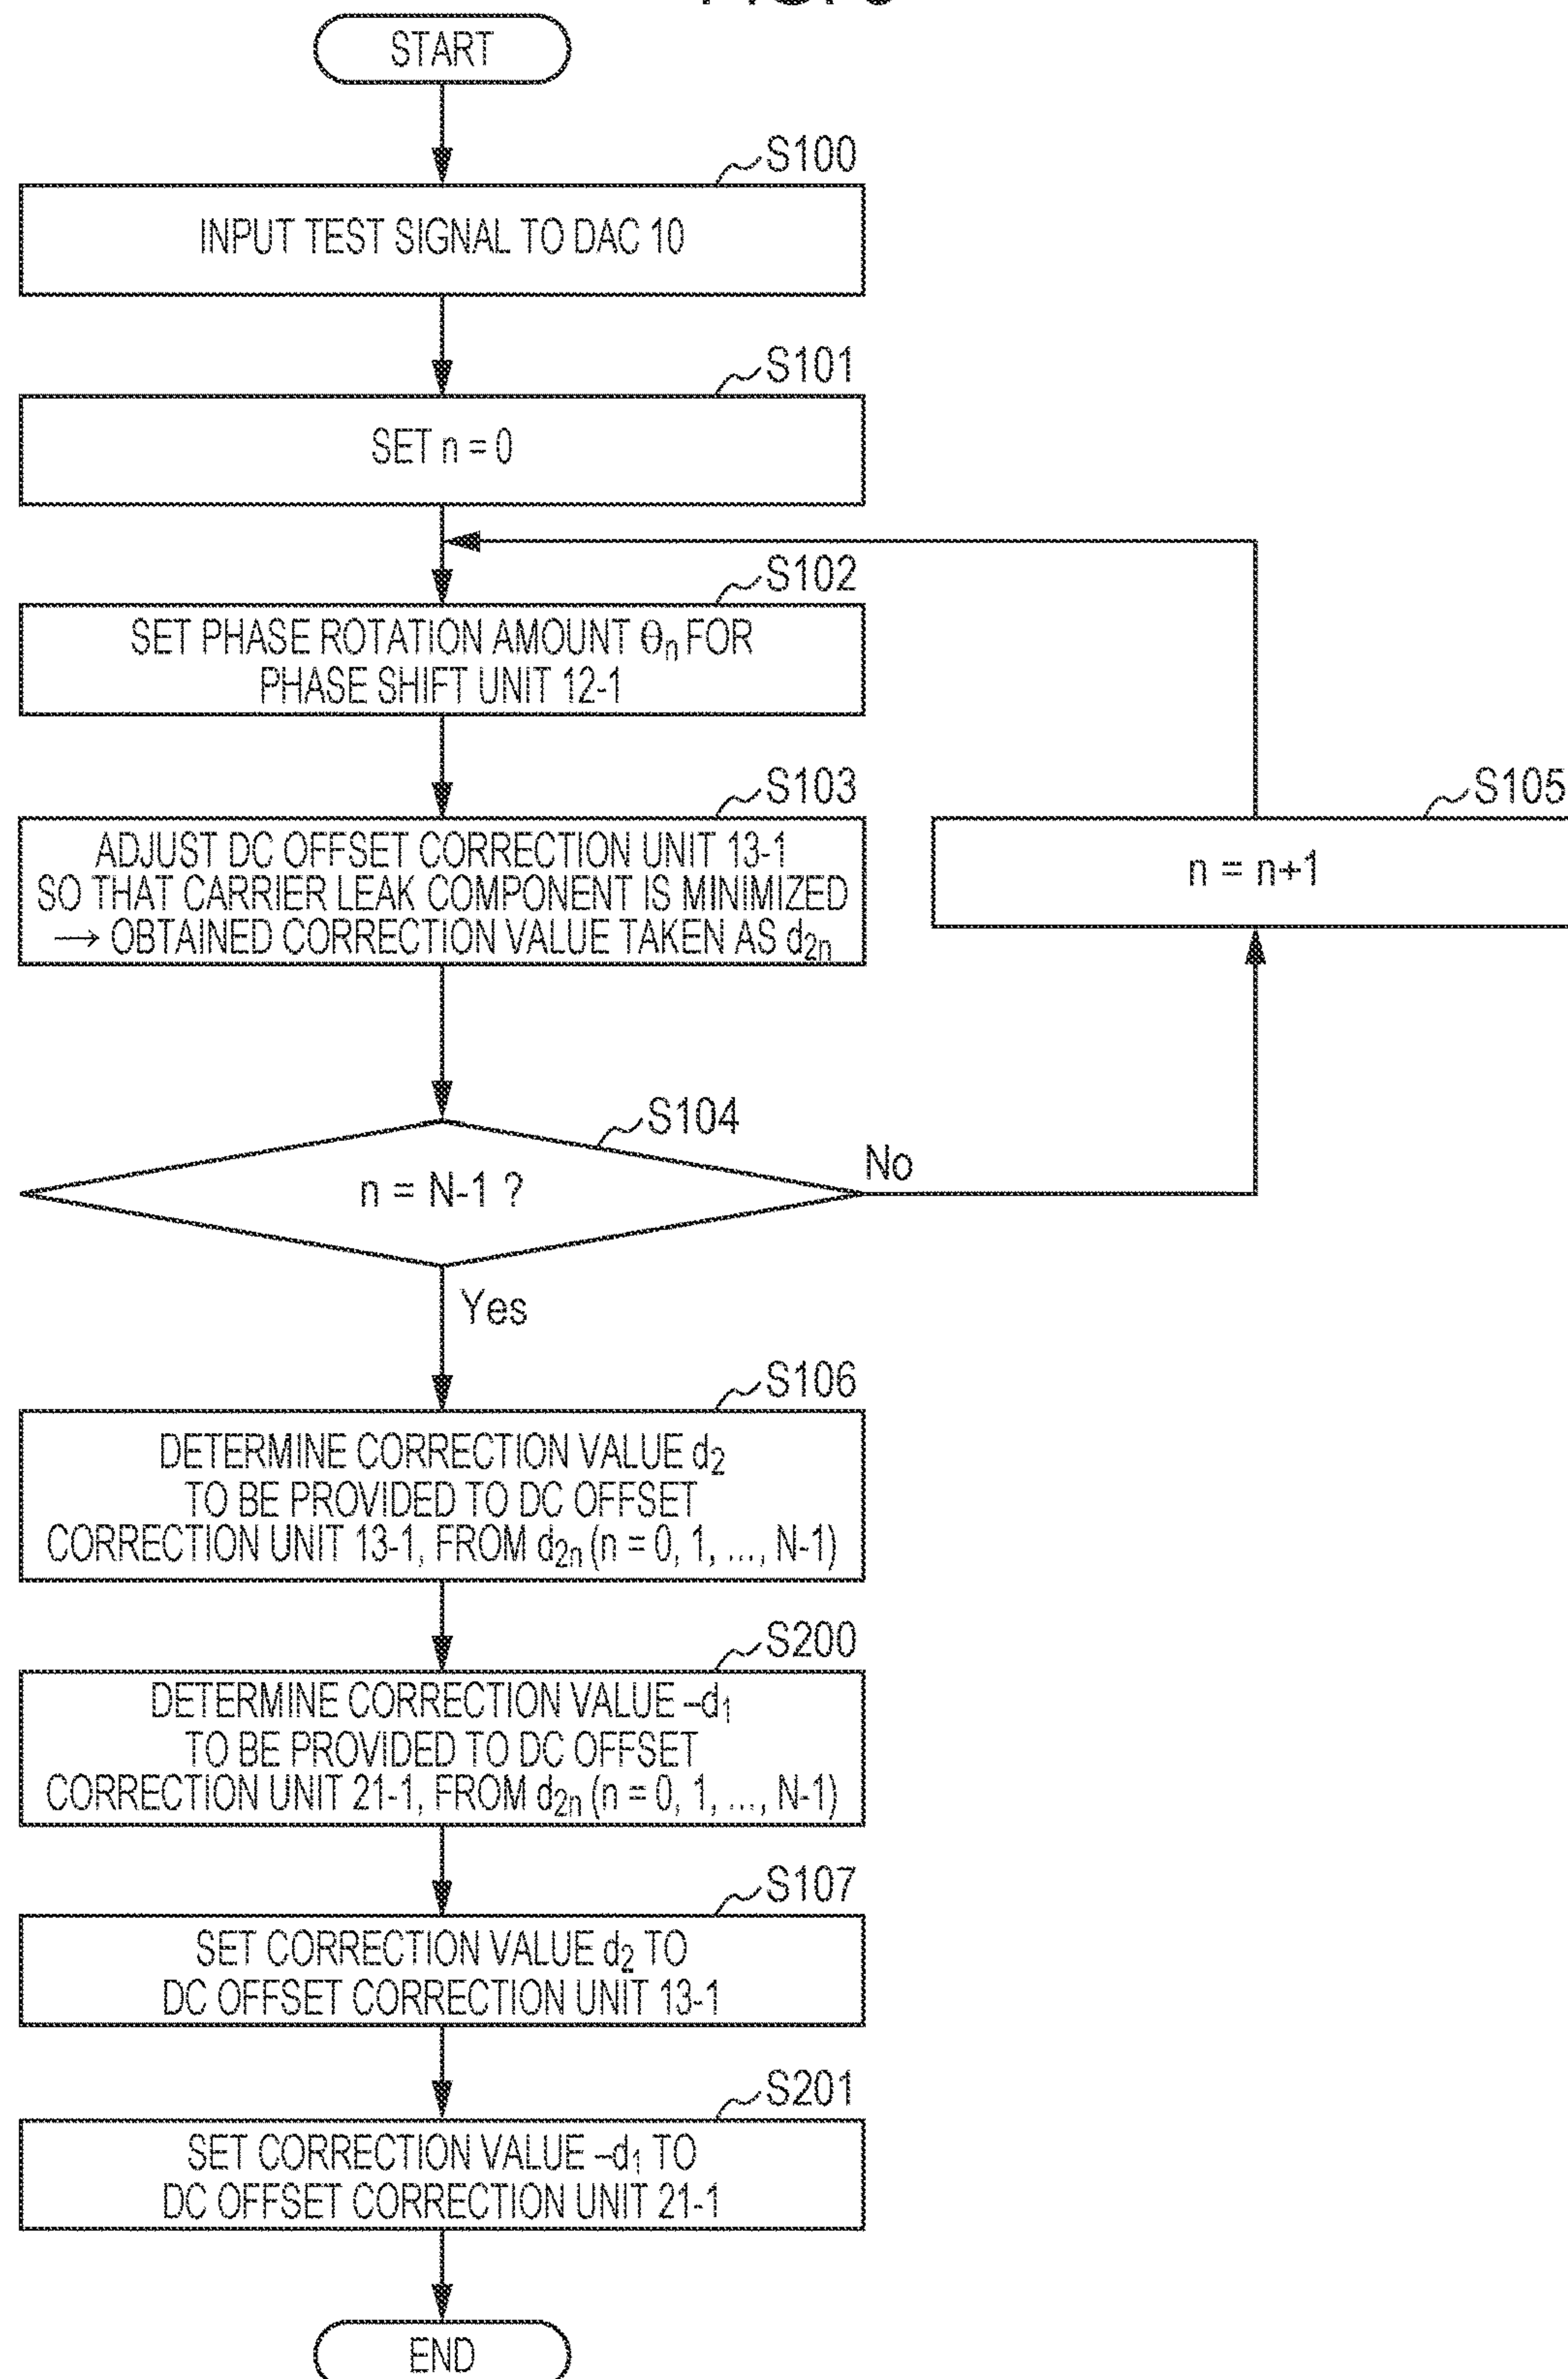 START
S100
INPUT TEST SIGNAL TO DAC 10
S101
SET n = 0
S102
SET PHASE ROTATION AMOUNT θn FOR
PHASE SHIFT UNIT 12-1
S103
ADJUST DC OFFSET CORRECTION UNIT 13-1
SO THAT CARRIER LEAK COMPONENT IS MINIMIZED
→ OBTAINED CORRECTION VALUE TAKEN AS d2n
S105
n = n+1
S104
n = N-1 ?
No
Yes
S106
DETERMINE CORRECTION VALUE d2
TO BE PROVIDED TO DC OFFSET
CORRECTION UNIT 13-1, FROM d2n (n = 0, 1, ..., N-1)
S200
DETERMINE CORRECTION VALUE –d1
TO BE PROVIDED TO DC OFFSET
CORRECTION UNIT 21-1, FROM d2n (n = 0, 1, ..., N-1)
S107
SET CORRECTION VALUE d2 TO
DC OFFSET CORRECTION UNIT 13-1
S201
SET CORRECTION VALUE –d1 TO
DC OFFSET CORRECTION UNIT 21-1
END